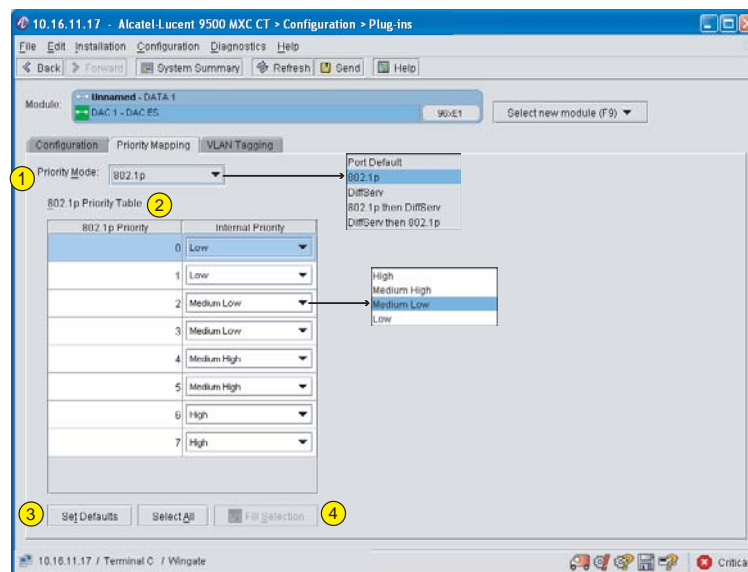 10.16.11.17 - Alcatel-Lucent 9500 MXC CT > Configuration > Plug-ins
File Edit Installation Configuration Diagnostics Help
Back Forward System Summary Refresh Send Help
Module: Unnamed - DATA 1
DAC 1 - DAC ES 96xE1 Select new module (F9)
Configuration Priority Mapping VLAN Tagging
1 Priority Mode: 802.1p
Port Default
802.1p
DiffServ
802.1p then DiffServ
DiffServ then 802.1p
802.1p Priority Table 2
802.1p Priority Internal Priority
0 Low
1 Low
2 Medium Low
3 Medium Low
4 Medium High
5 Medium High
6 High
7 High
High
Medium High
Medium Low
Low
3 Set Defaults Select All Fill Selection 4
10.16.11.17 / Terminal C / Wingate Critica